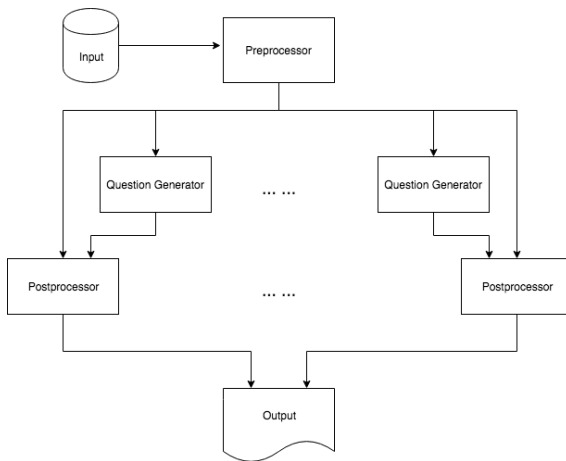 Input
Preprocessor
Question Generator
... ...
Question Generator
Postprocessor
... ...
Postprocessor
Output